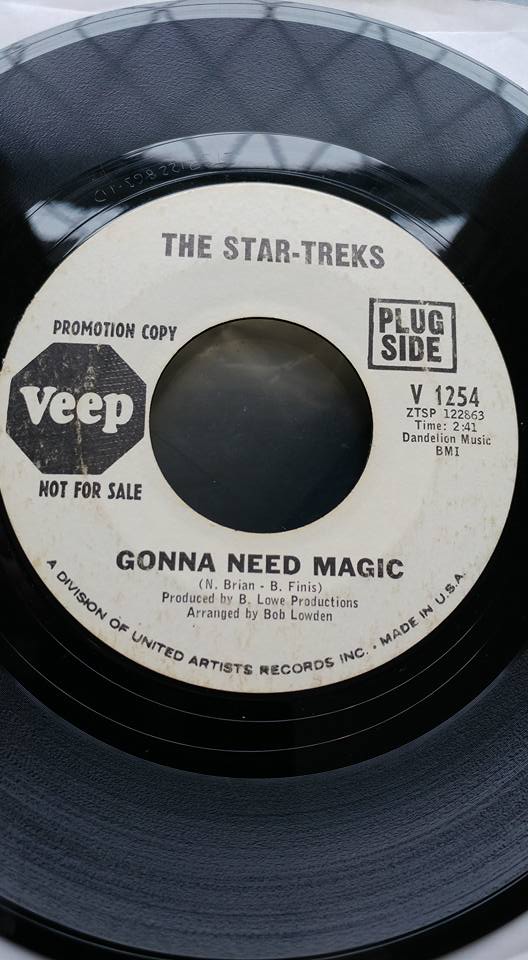 THE STAR-TREKS
PROMOTION COPY
PLUG
SIDE
Veep
V 1254
ZTSP 122863
Time: 2:41
Dandelion Music
BMI
NOT FOR SALE
GONNA NEED MAGIC
(N. Brian - B. Finis)
Produced by B. Lowe Productions
Arranged by Bob Lowden
A DIVISION OF UNITED ARTISTS RECORDS INC. • MADE IN U.S.A.